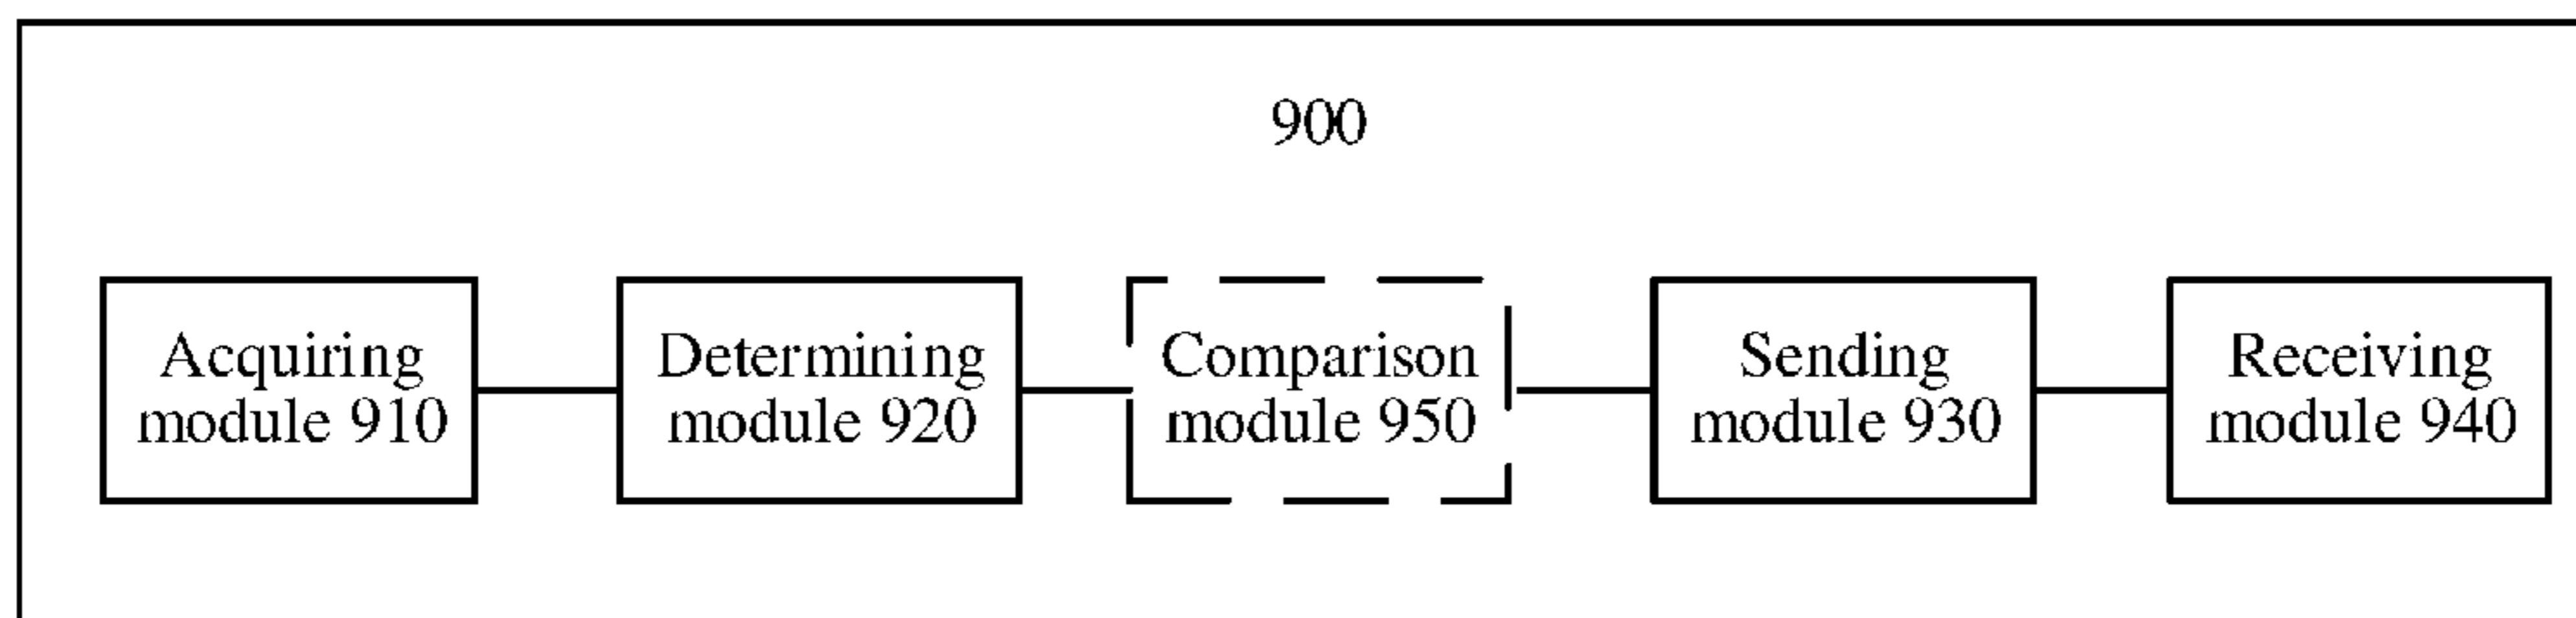 900
Acquiring
module 910
Determining
module 920
Comparison
module 950
Sending
module 930
Receiving
module 940